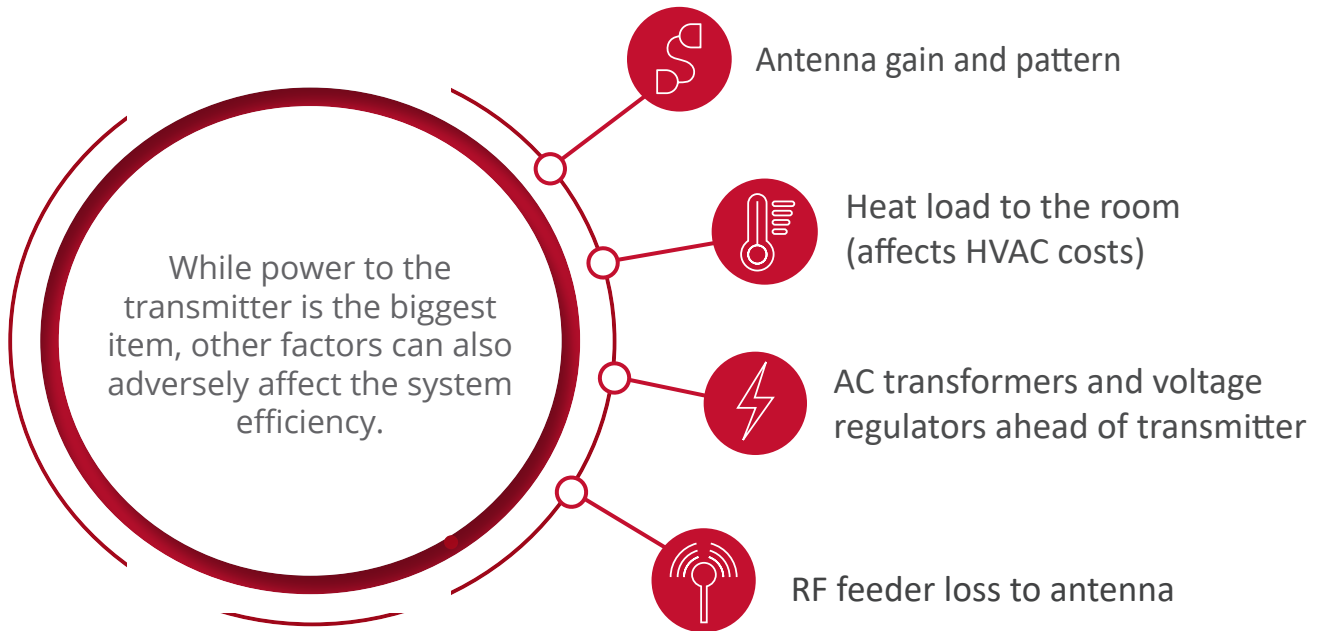 While power to the
transmitter is the biggest
item, other factors can also
adversely affect the system
efficiency.
Antenna gain and pattern
Heat load to the room
(affects HVAC costs)
AC transformers and voltage
regulators ahead of transmitter
RF feeder loss to antenna